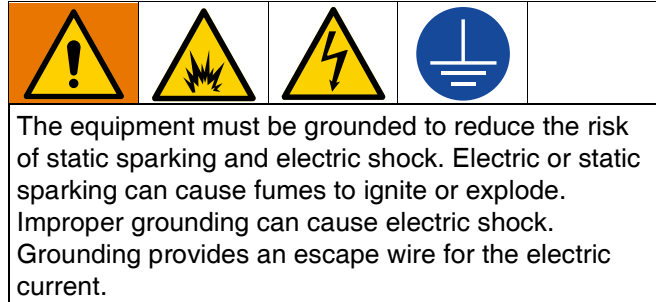 The equipment must be grounded to reduce the risk
of static sparking and electric shock. Electric or static
sparking can cause fumes to ignite or explode.
Improper grounding can cause electric shock.
Grounding provides an escape wire for the electric
current.